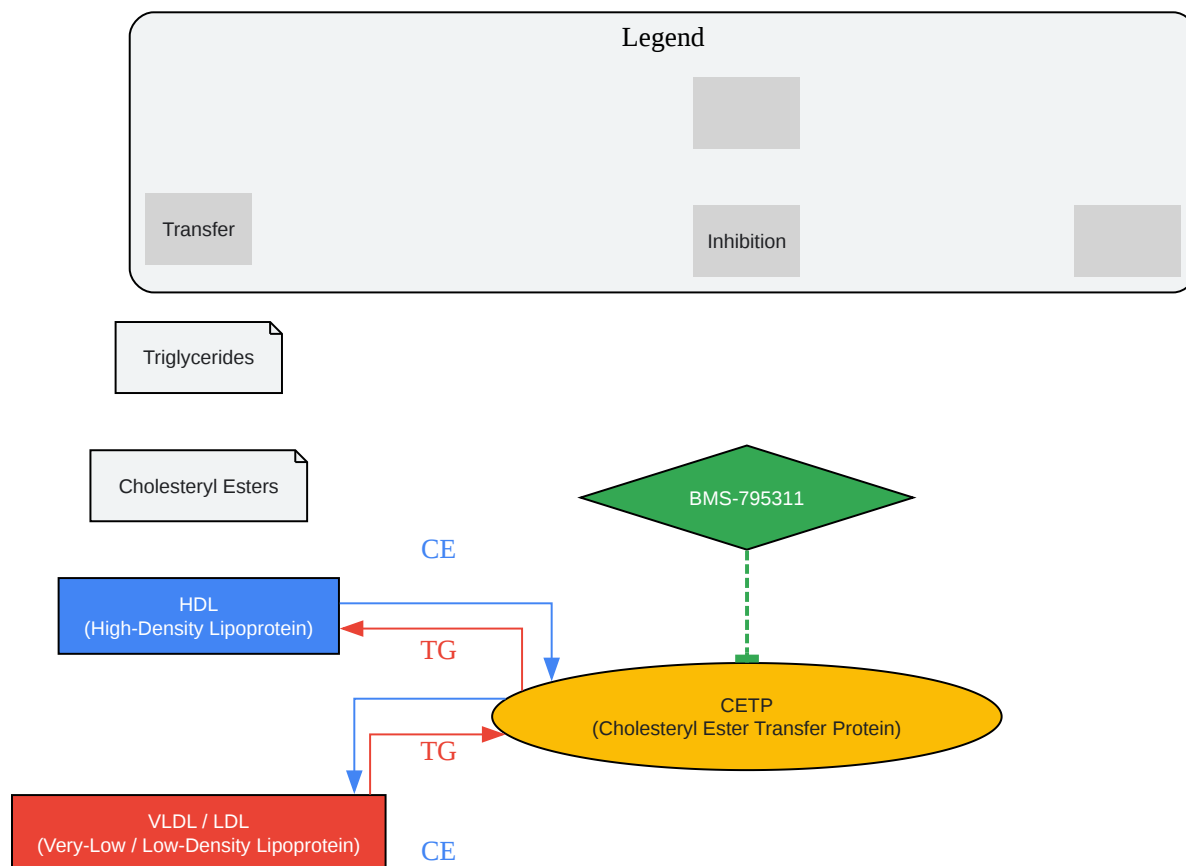 Legend
Transfer
Inhibition
Triglycerides
Cholesteryl Esters
BMS-795311
CE
HDL
(High-Density Lipoprotein)
TG
CETP
(Cholesteryl Ester Transfer Protein)
TG
VLDL / LDL
(Very-Low / Low-Density Lipoprotein)
CE